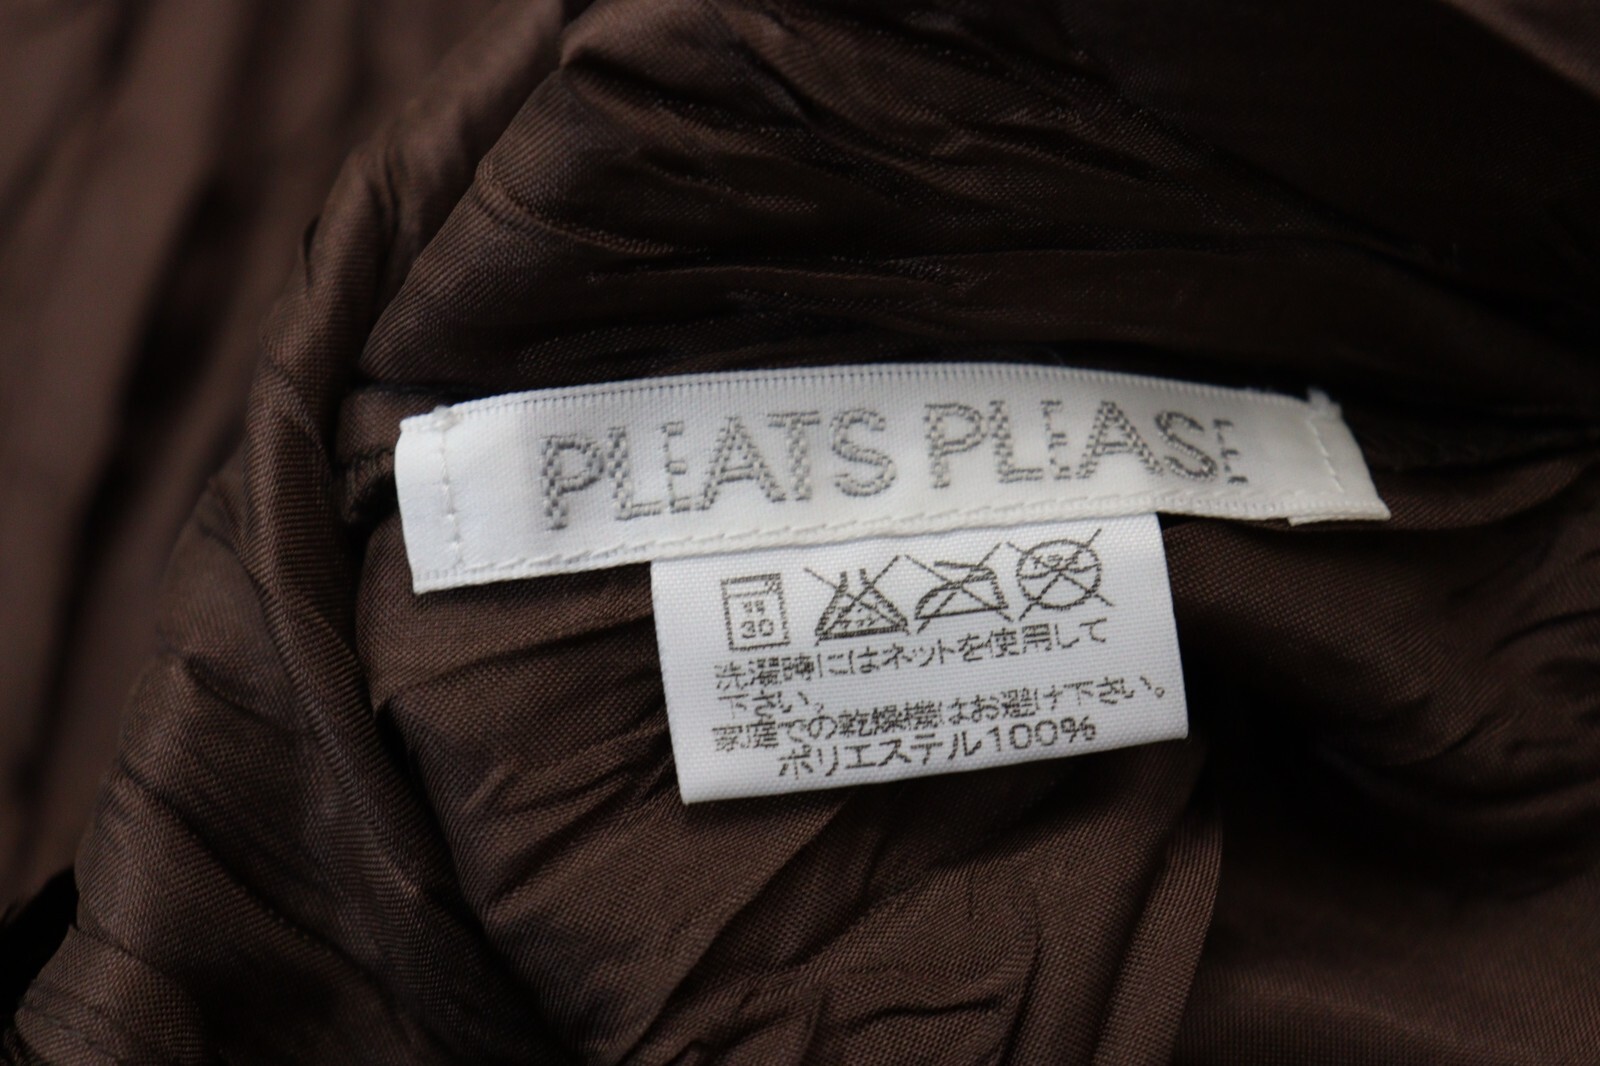 PLEATS PLEASE
弱
30
洗濯時にはネットを使用して
下さい。
家庭での乾燥機はお避け下さい。
ポリエステル100%